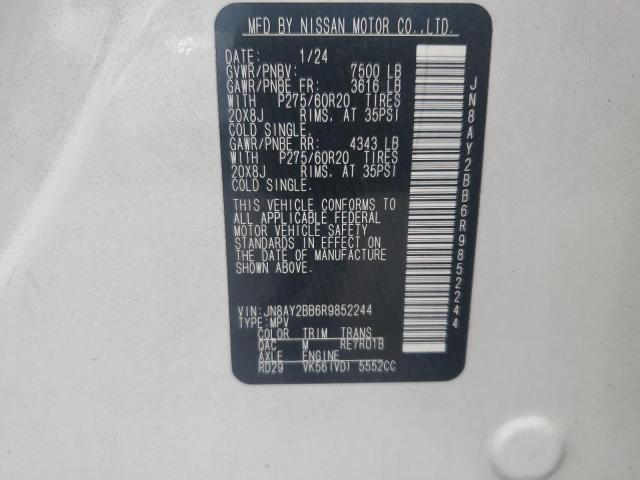 MFD BY NISSAN MOTOR CO.,LTD.
DATE: 1/24
GVWR/PNBV: 7500 LB
GAWR/PNBE FR: 3616 LB
WITH P275/60R20 TIRES
20X8J RIMS. AT 35PSI
COLD SINGLE.
GAWR/PNBE RR: 4343 LB
WITH P275/60R20 TIRES
20X8J RIMS. AT 35PSI
COLD SINGLE.
THIS VEHICLE CONFORMS TO
ALL APPLICABLE FEDERAL
MOTOR VEHICLE SAFETY
STANDARDS IN EFFECT ON
THE DATE OF MANUFACTURE
SHOWN ABOVE.
VIN:JN8AY2BB6R9852244
TYPE:MPV
COLOR TRIM TRANS
QAC M RE7R01B
AXLE ENGINE
RD29 VK56(VD) 5552CC
JN8AY2BB6R9852244